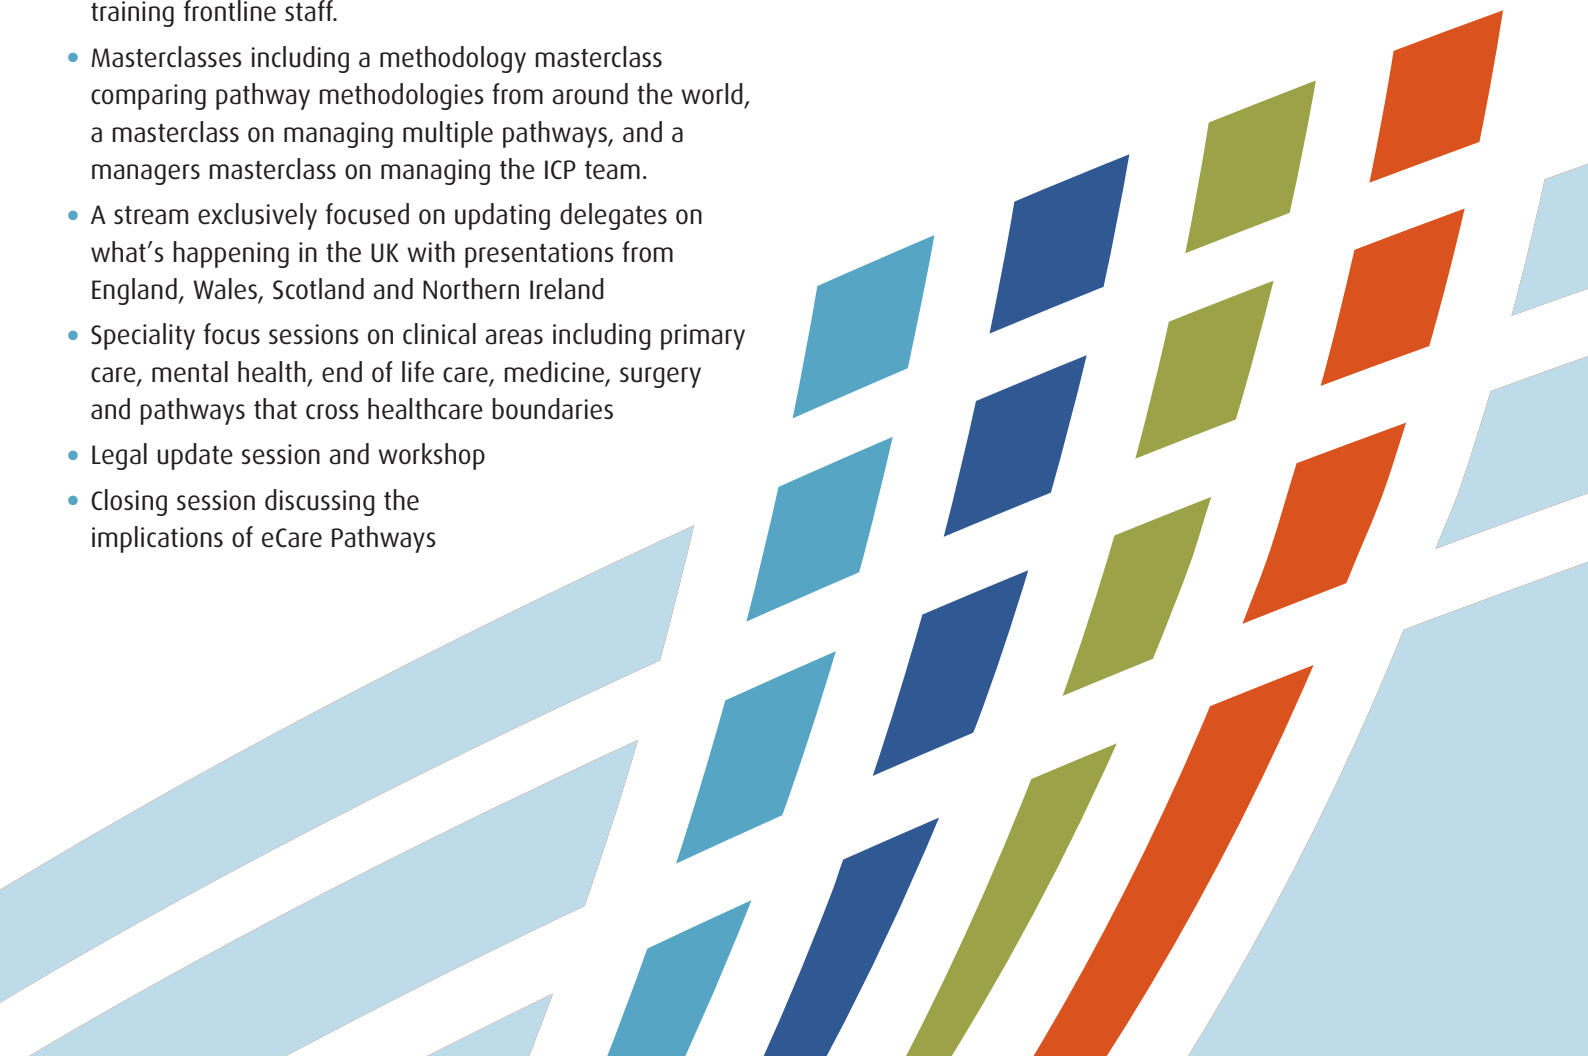 training frontline staff.
• Masterclasses including a methodology masterclass
comparing pathway methodologies from around the world,
a masterclass on managing multiple pathways, and a
managers masterclass on managing the ICP team.
• A stream exclusively focused on updating delegates on
what's happening in the UK with presentations from
England, Wales, Scotland and Northern Ireland
• Speciality focus sessions on clinical areas including primary
care, mental health, end of life care, medicine, surgery
and pathways that cross healthcare boundaries
• Legal update session and workshop
• Closing session discussing the
implications of eCare Pathways